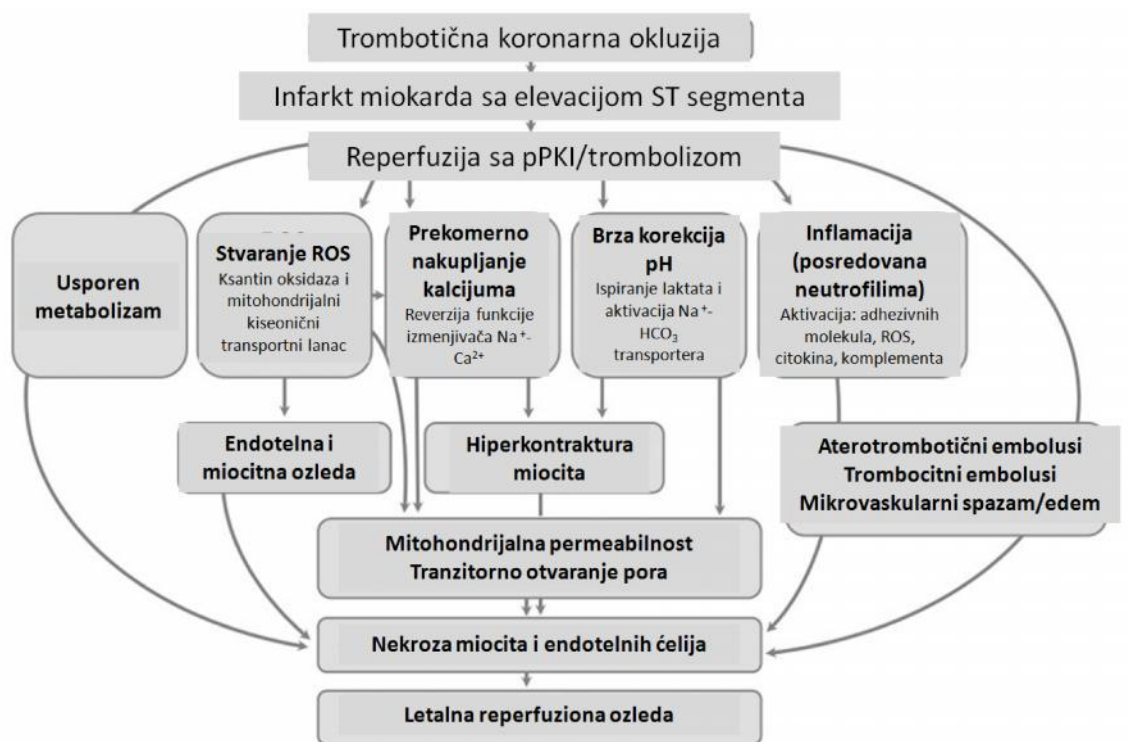 Trombotična koronarna okluzija
Infarkt miokarda sa elevacijom ST segmenta
Reperfuzija sa pPKI/trombolizom
Usporen
metabolizam
Stvaranje ROS
Ksantin oksidaza i
mitohondrijalni
kiseonični
transportni lanac
Prekomerno
nakupljanje
kalcijuma
Reverzija funkcije
izmenjivača Na⁺-
Ca²⁺
Brza korekcija
pH
Ispiranje laktata i
aktivacija Na⁺-
HCO₃
transportera
Inflamacija
(posredovana
neutrofilima)
Aktivacija: adhezivnih
molekula, ROS,
citokina, komplementa
Endotelna i
miocitna ozleda
Hiperkontraktura
miocita
Aterotrombotični embolusi
Trombocitni embolusi
Mikrovaskularni spazam/edem
Mitohondrijalna permeabilnost
Tranzitorno otvaranje pora
Nekroza miocita i endotelnih ćelija
Letalna reperfuziona ozleda